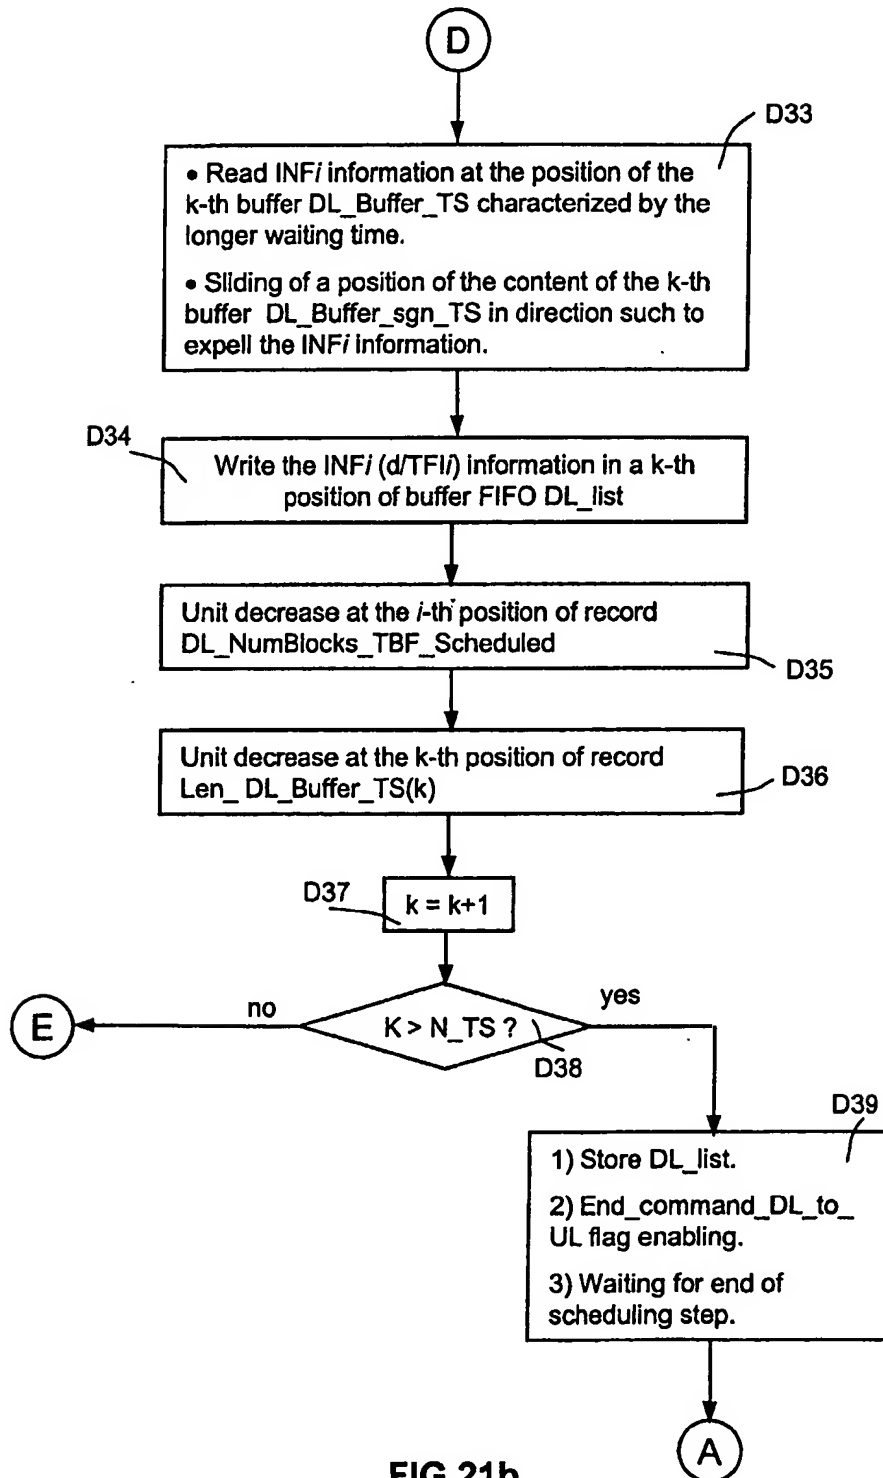 D
D33
• Read INFi information at the position of the
k-th buffer DL_Buffer_TS characterized by the
longer waiting time.
• Sliding of a position of the content of the k-th
buffer DL_Buffer_sgn_TS in direction such to
expell the INFi information.
D34
Write the INFi (d/TFIi) information in a k-th
position of buffer FIFO DL_list
Unit decrease at the i-th position of record
DL_NumBlocks_TBF_Scheduled
D35
Unit decrease at the k-th position of record
Len_ DL_Buffer_TS(k)
D36
D37
k = k+1
no
yes
E
K > N_TS ?
D38
D39
1) Store DL_list.
2) End_command_DL_to_
UL flag enabling.
3) Waiting for end of
scheduling step.
A
FIG.21b